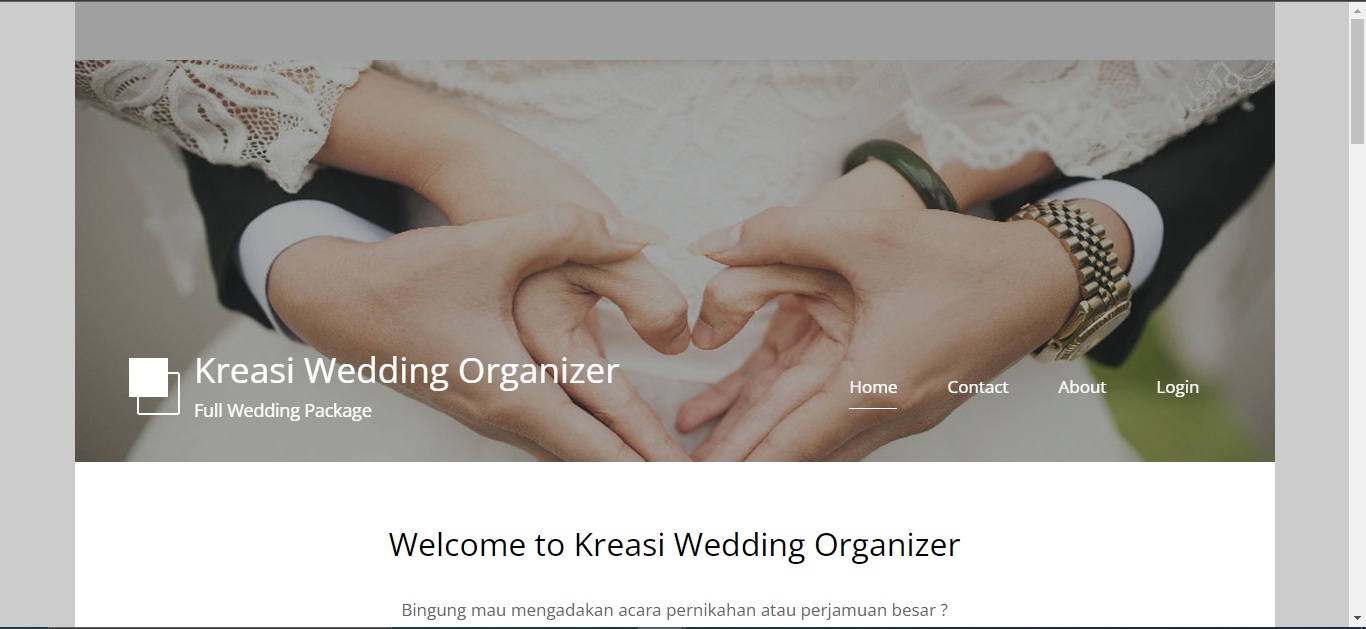 Kreasi Wedding Organizer
Full Wedding Package
Home Contact About Login
Welcome to Kreasi Wedding Organizer
Bingung mau mengadakan acara pernikahan atau perjamuan besar ?